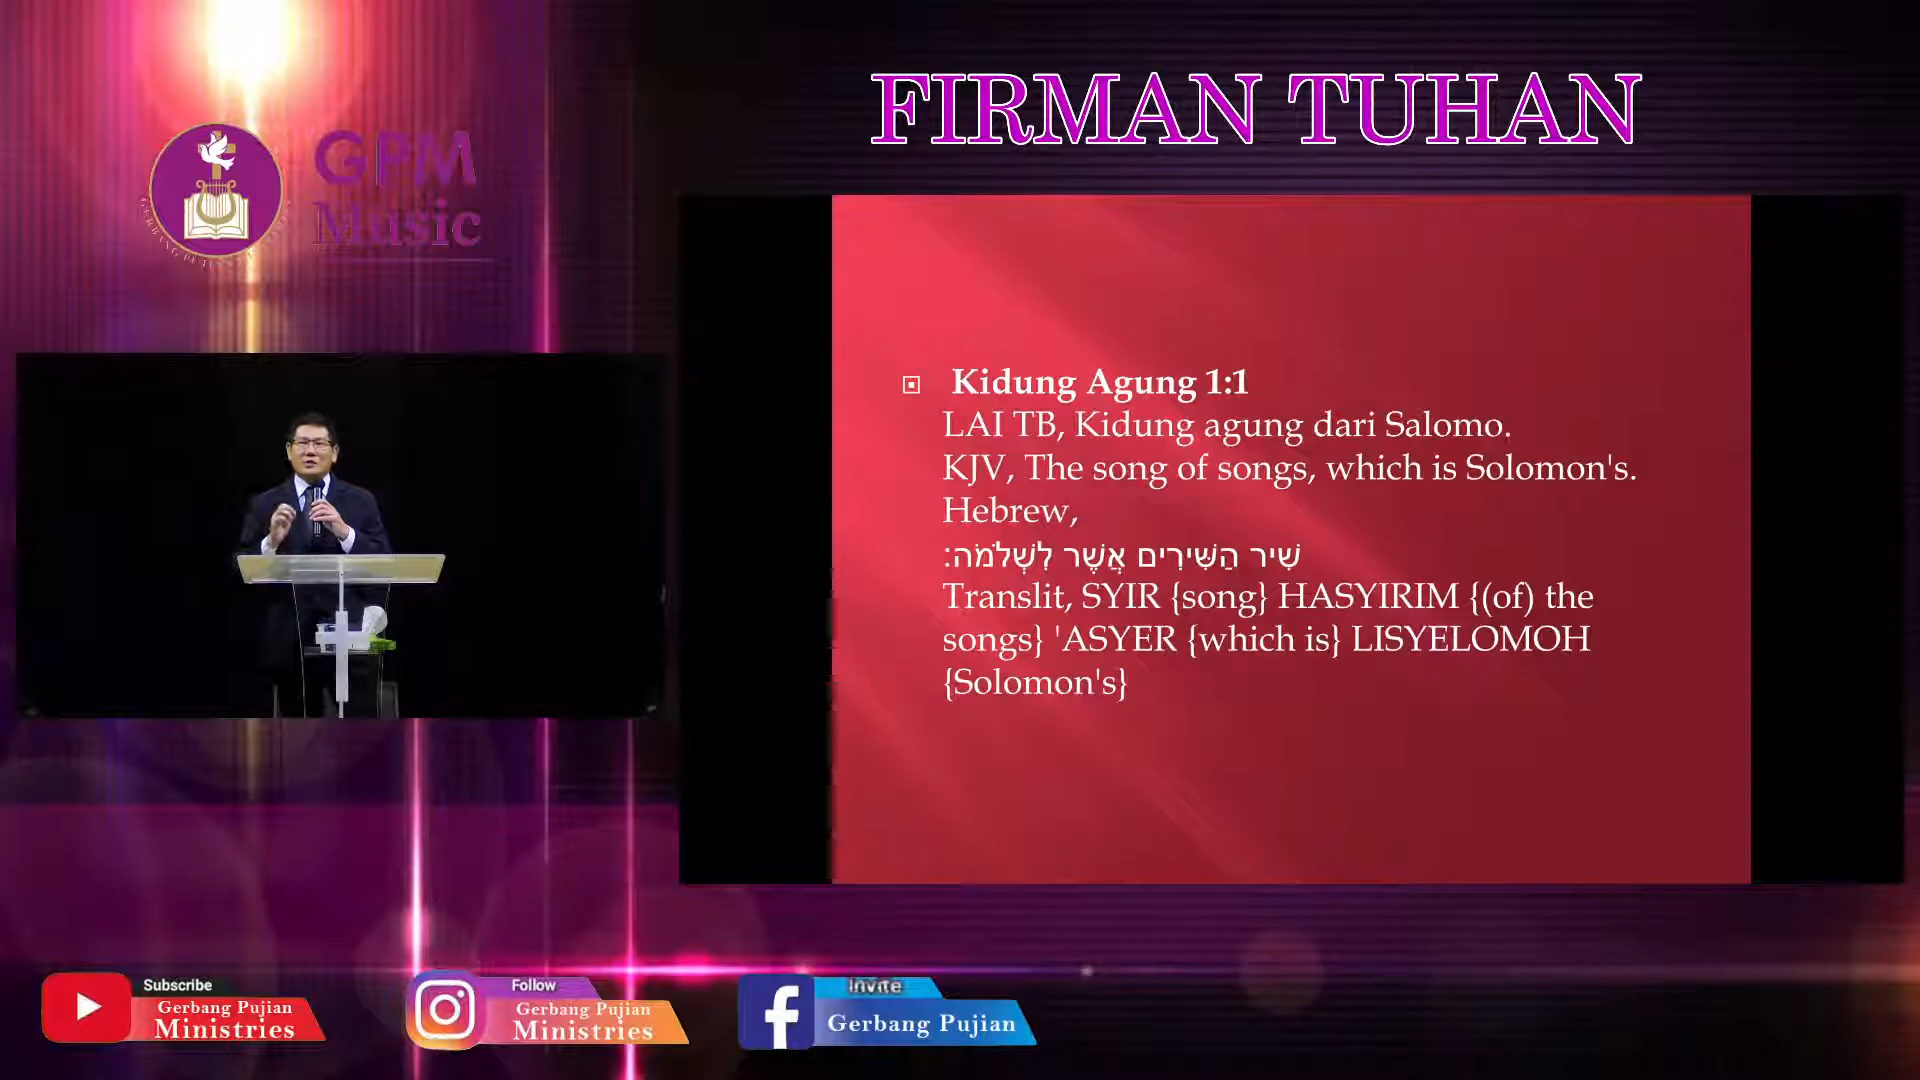 FIRMAN TUHAN
GPM
Music
Kidung Agung 1:1
LAI TB, Kidung agung dari Salomo.
KJV, The song of songs, which is Solomon's.
Hebrew,
שִׁיר הַשִּׁירִים אֲשֶׁר לִשְׁלֹמֹה׃
Translit, SYIR {song} HASYIRIM {(of) the
songs} 'ASYER {which is} LISYELOMOH
{Solomon's}
Subscribe
Gerbang Pujian
Ministries
Follow
Gerbang Pujian
Ministries
Invite
Gerbang Pujian